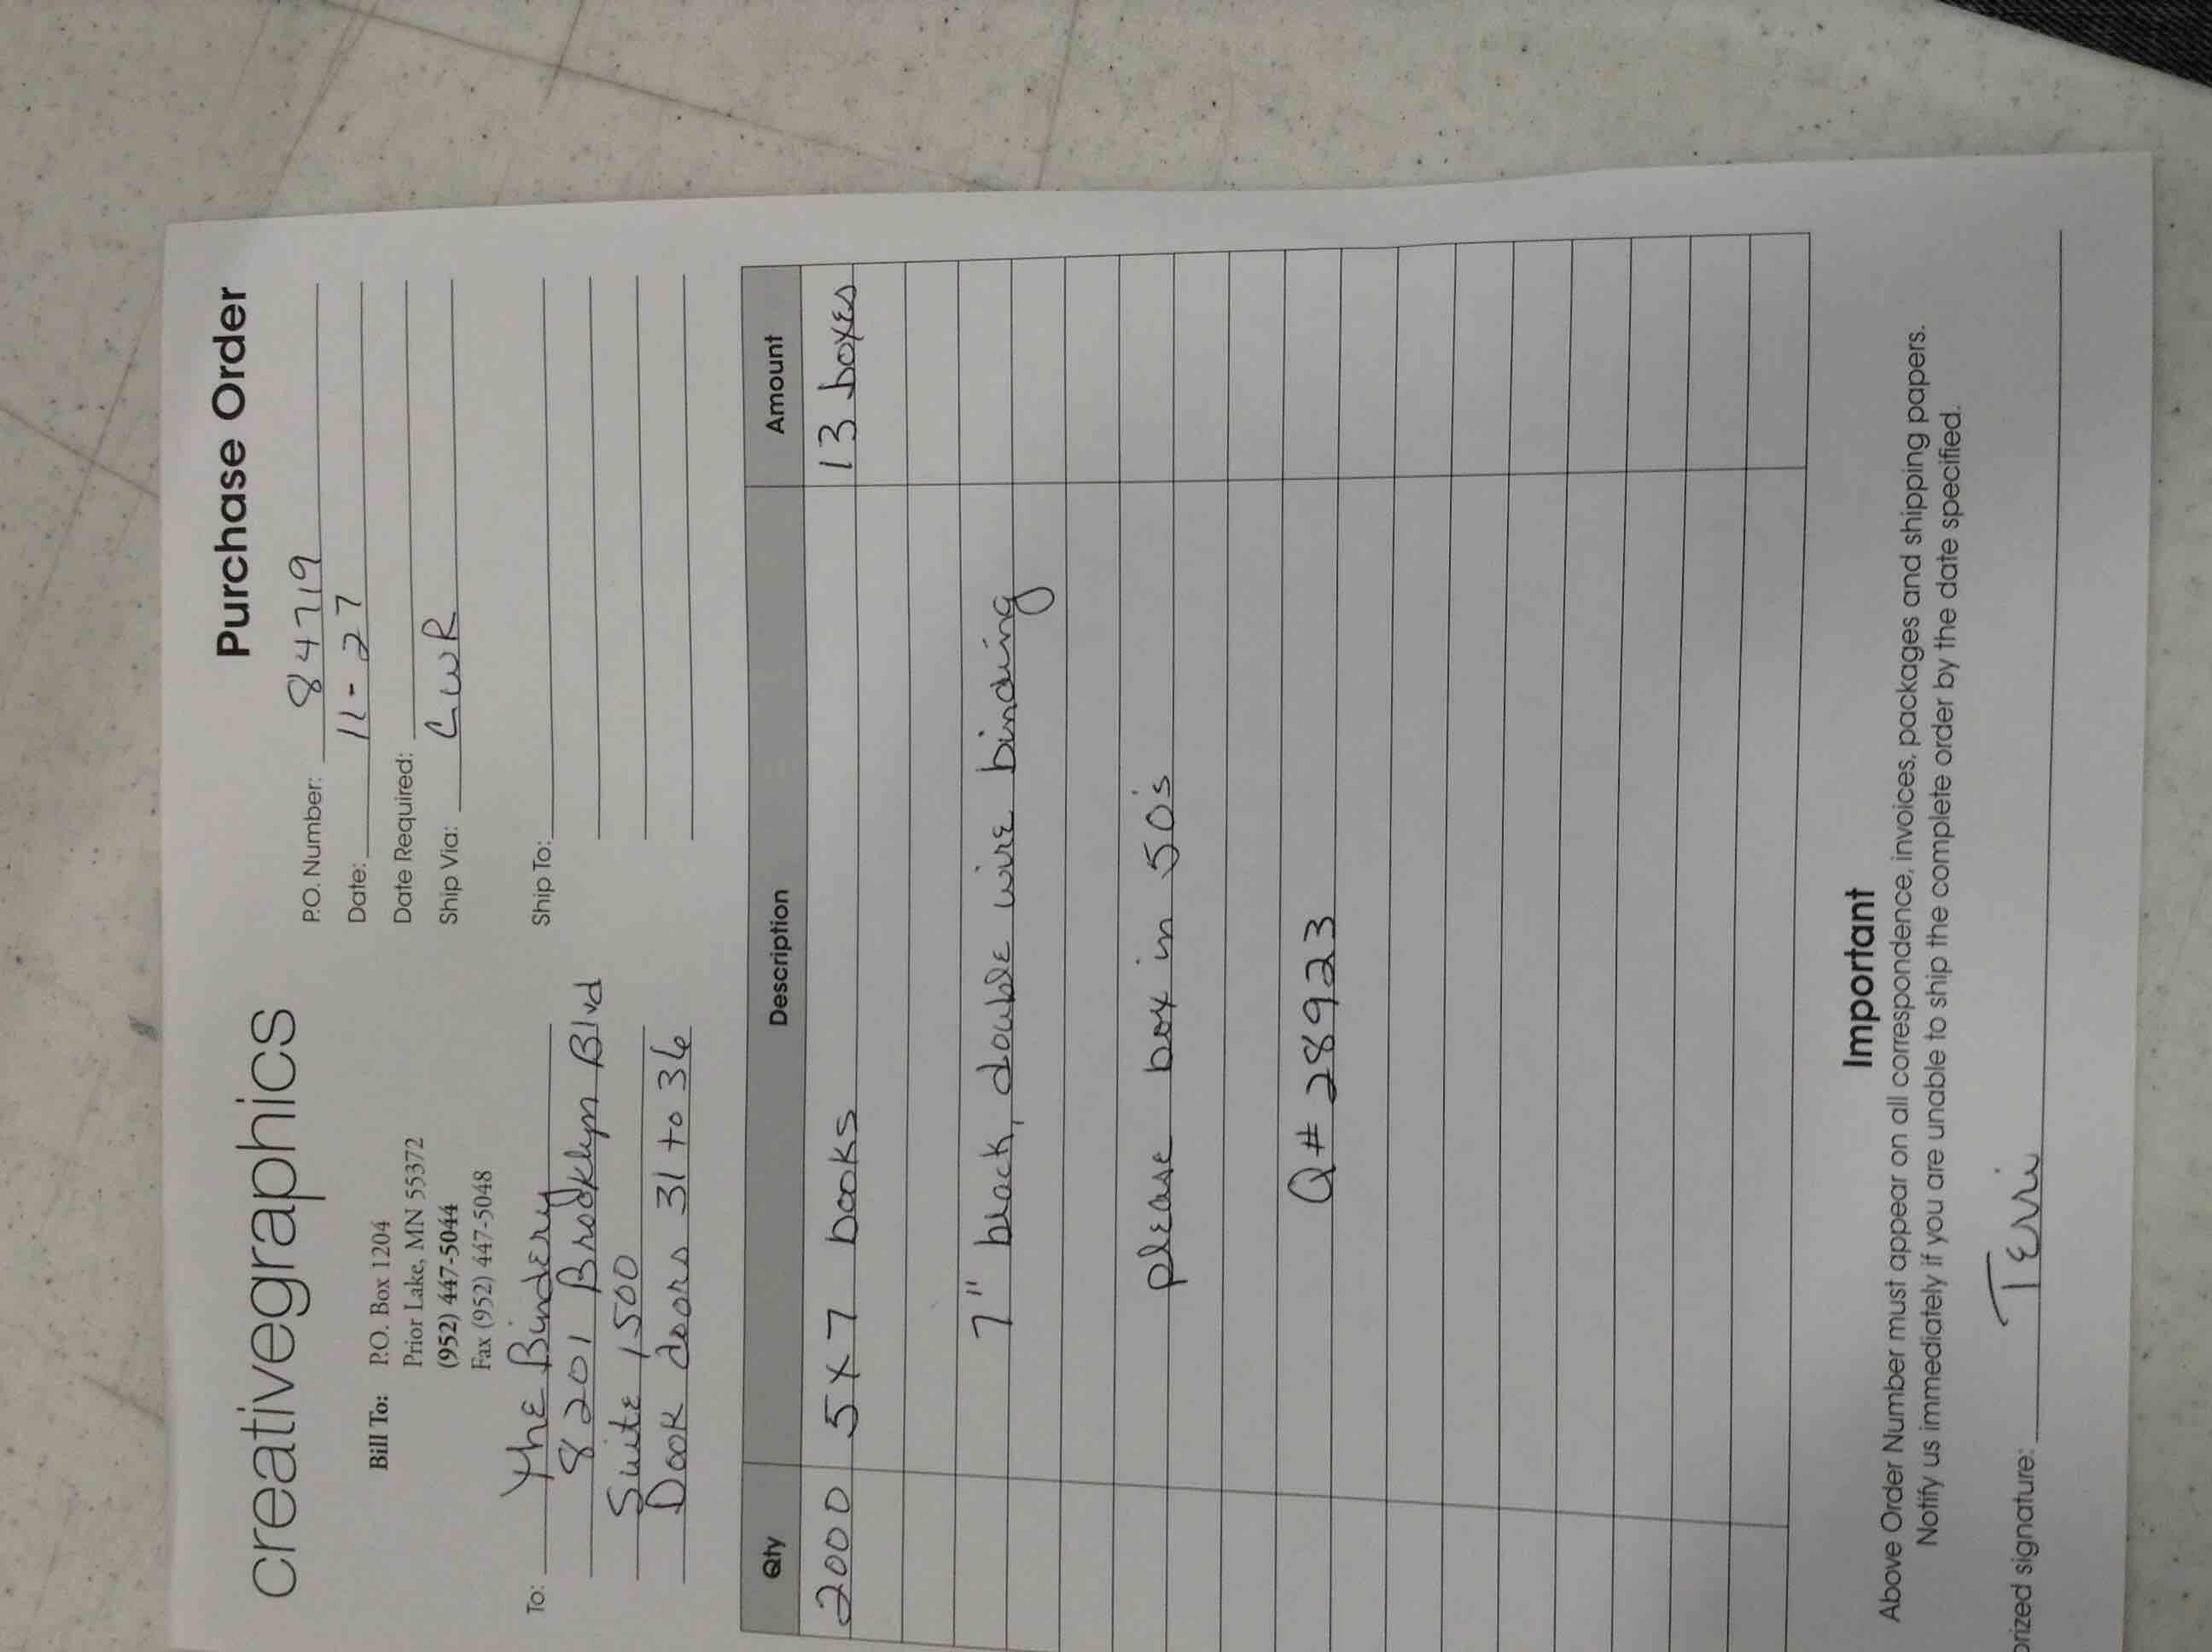 creativegraphics
Purchase Order
Bill To: P.O. Box 1204
Prior Lake, MN 55372
(952) 447-5044
Fax (952) 447-5048
P.O. Number: 84719
Date: 11-27
Date Required:
Ship Via: CWR
To: The Bindery
8201 Brooklyn Blvd
Suite 1500
Dock doors 31 to 36
Ship To:
Qty Description Amount
2000 5x7 books 13 boxes
7" black, double wire binding
please box in 50's
Q# 28923
Important
Above Order Number must appear on all correspondence, invoices, packages and shipping papers.
Notify us immediately if you are unable to ship the complete order by the date specified.
rized signature: Terri